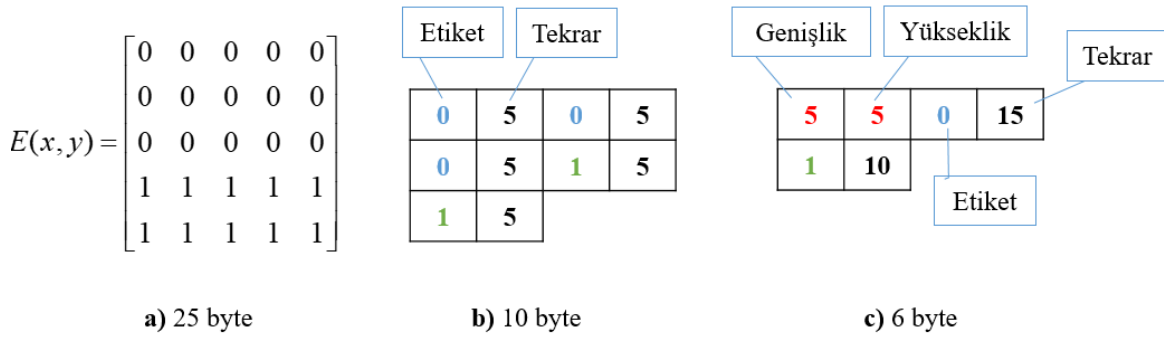 Etiket Tekrar Genişlik Yükseklik Tekrar
E(x, y) =
0 0 0 0 0
0 0 0 0 0
0 0 0 0 0
1 1 1 1 1
1 1 1 1 1
0 5 0 5
0 5 1 5
1 5
5 5 0 15
1 10
Etiket
a) 25 byte b) 10 byte c) 6 byte